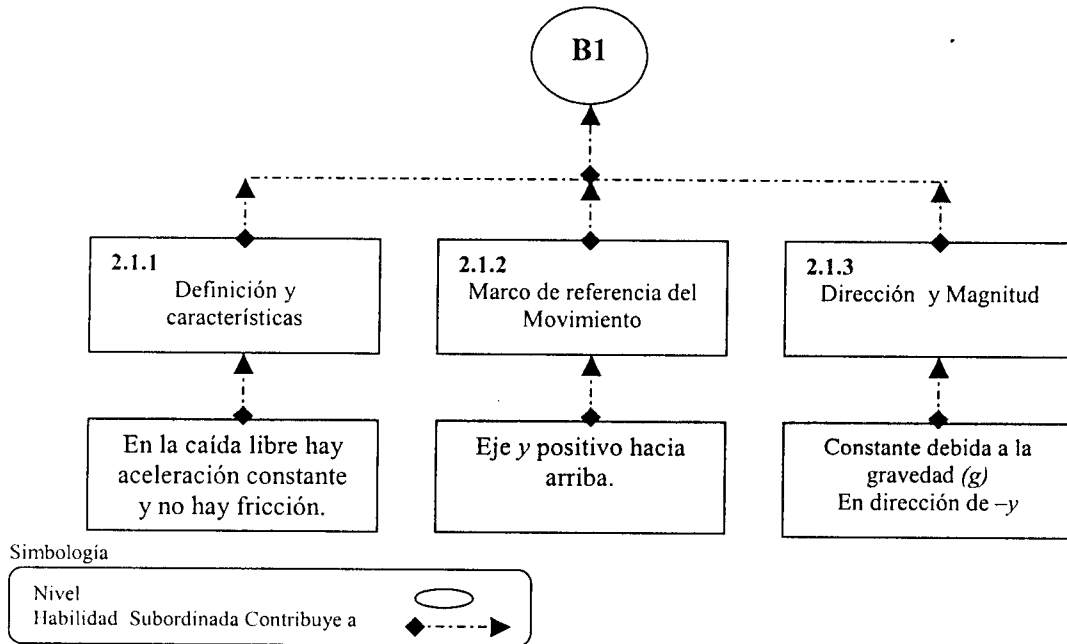 B1
2.1.1
Definición y
características
2.1.2
Marco de referencia del
Movimiento
2.1.3
Dirección y Magnitud
En la caída libre hay
aceleración constante
y no hay fricción.
Eje y positivo hacia
arriba.
Constante debida a la
gravedad (g)
En dirección de –y
Simbología
Nivel
Habilidad Subordinada Contribuye a